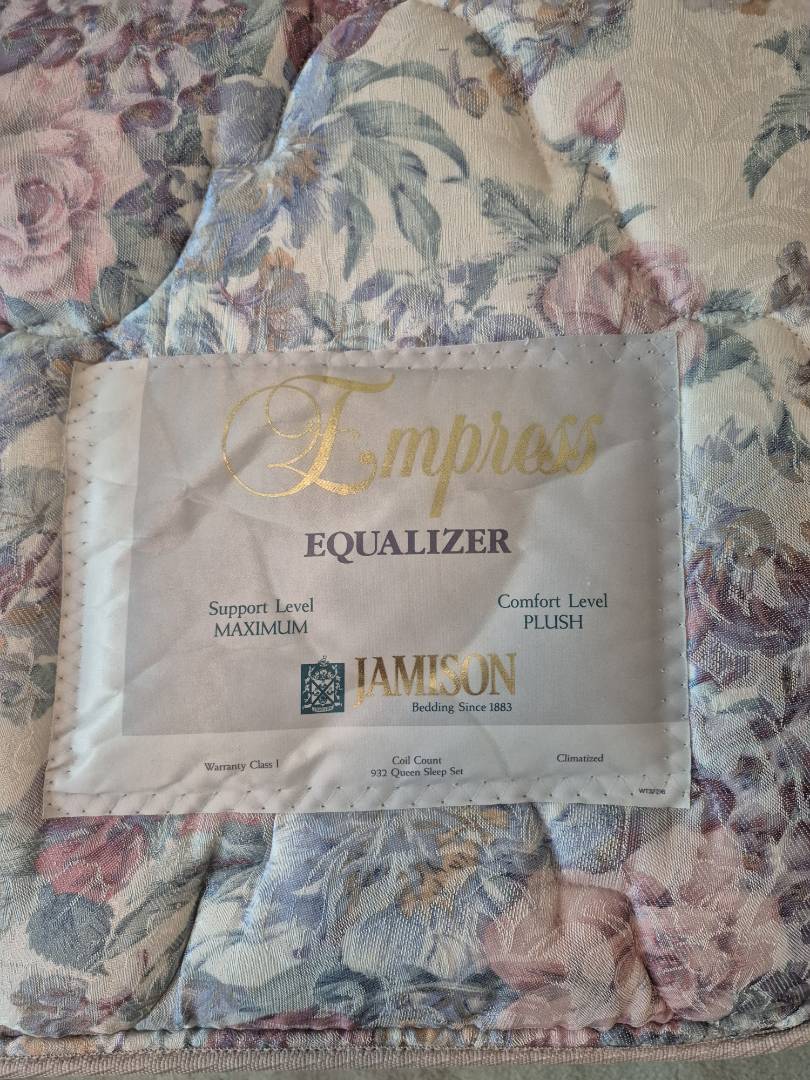 Empress
EQUALIZER
Support Level
MAXIMUM
Comfort Level
PLUSH
JAMISON
Bedding Since 1883
Warranty Class I
Coil Count
932 Queen Sleep Set
Climatized